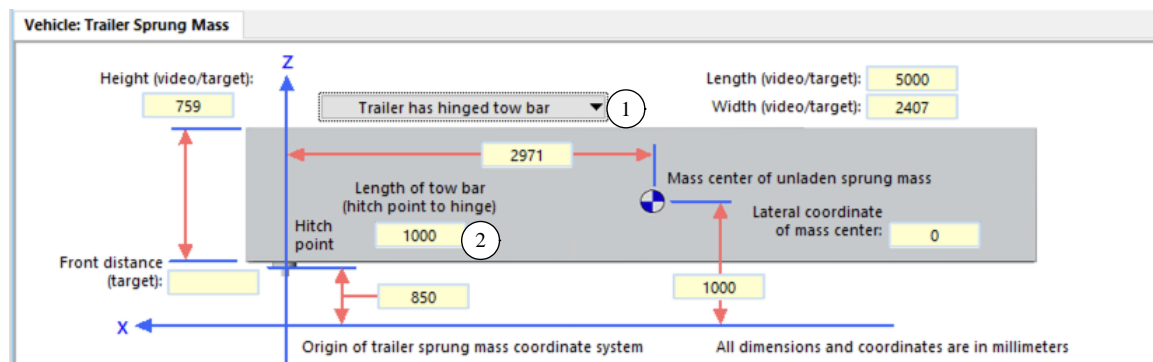 Vehicle: Trailer Sprung Mass
Z
Height (video/target):
759
Trailer has hinged tow bar
1
Length (video/target): 5000
Width (video/target): 2407
2971
Mass center of unladen sprung mass
Length of tow bar
(hitch point to hinge)
1000
2
Hitch
point
Lateral coordinate
of mass center: 0
Front distance
(target):
850
1000
X
Origin of trailer sprung mass coordinate system
All dimensions and coordinates are in millimeters